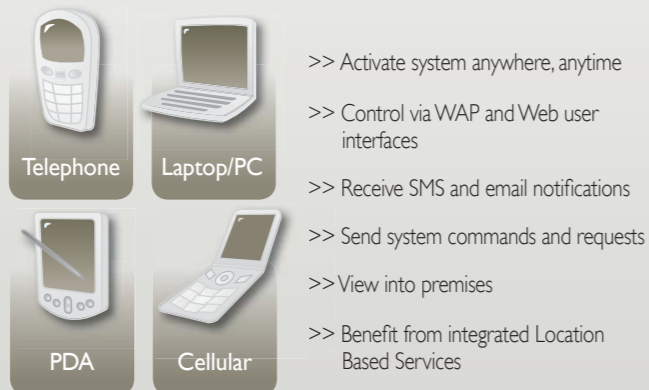 Telephone
Laptop/PC
PDA
Cellular
>> Activate system anywhere, anytime
>> Control via WAP and Web user
interfaces
>> Receive SMS and email notifications
>> Send system commands and requests
>> View into premises
>> Benefit from integrated Location
Based Services